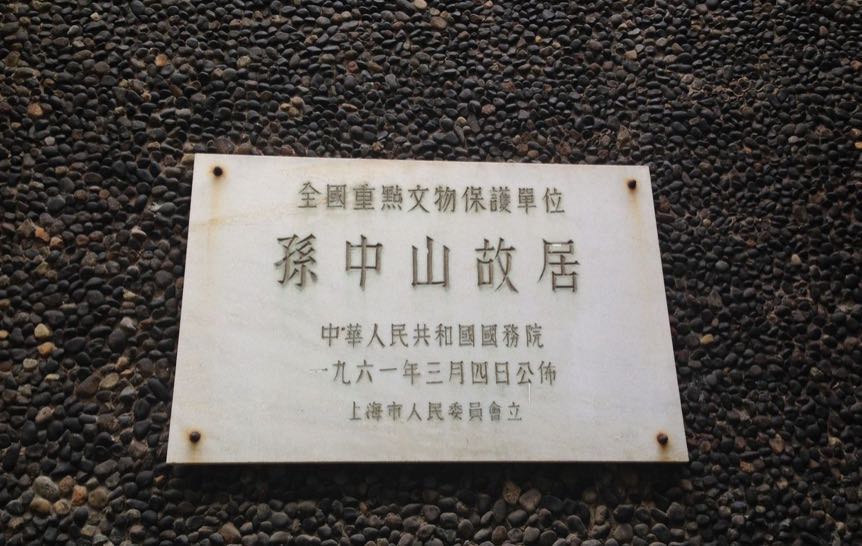 全國重點文物保護單位
孫中山故居
中華人民共和國國務院
一九六一年三月四日公佈
上海市人民委員會立